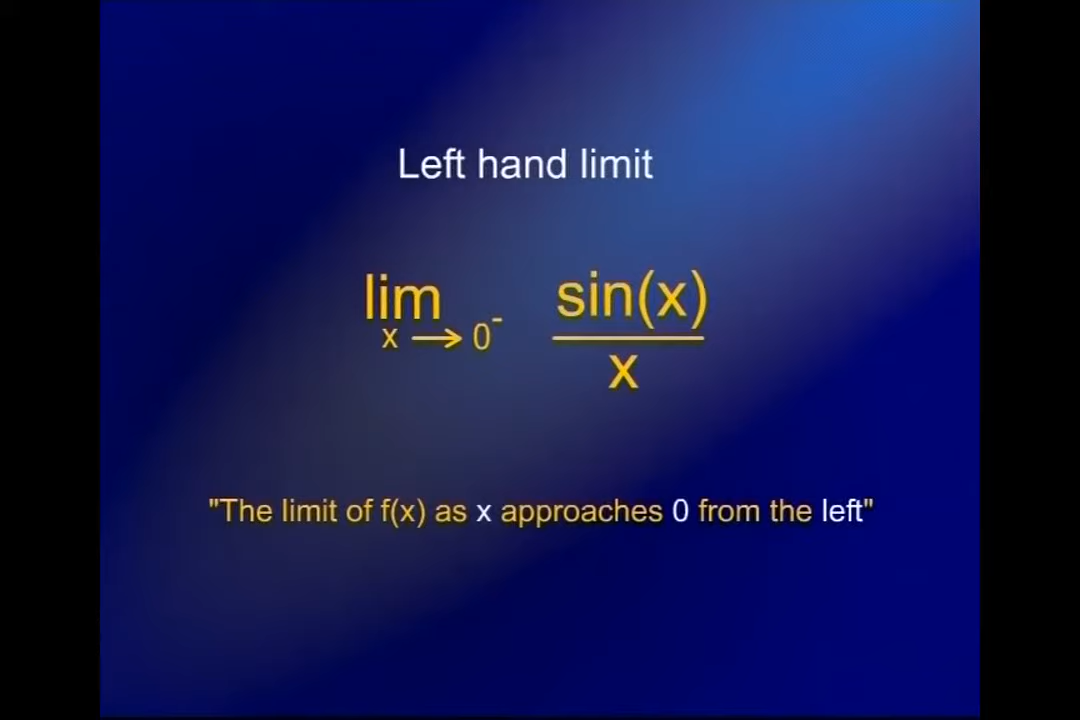 Left hand limit
lim sin(x)
x → 0⁻ x
"The limit of f(x) as x approaches 0 from the left"